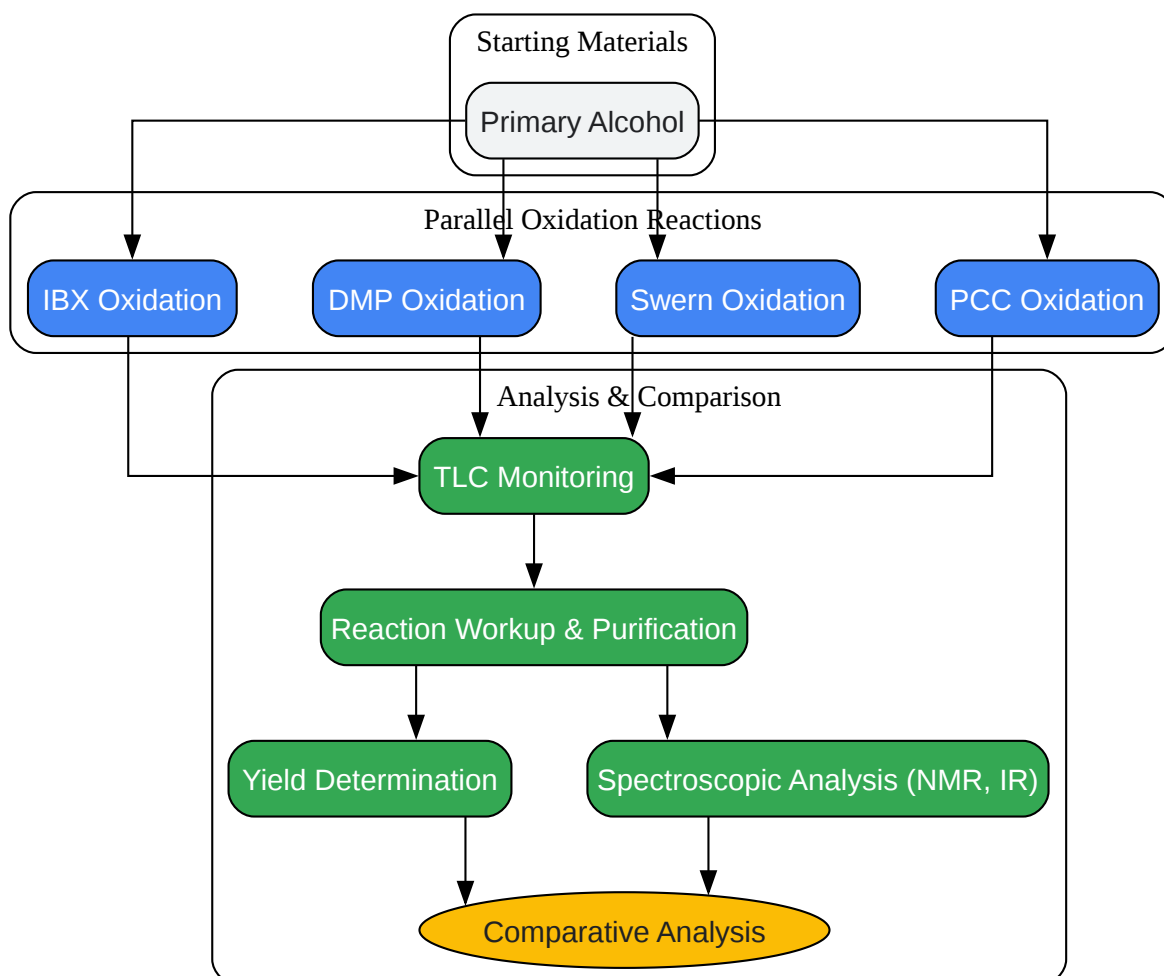 Starting Materials
Primary Alcohol
Parallel Oxidation Reactions
IBX Oxidation
DMP Oxidation
Swern Oxidation
PCC Oxidation
Analysis & Comparison
TLC Monitoring
Reaction Workup & Purification
Yield Determination
Spectroscopic Analysis (NMR, IR)
Comparative Analysis